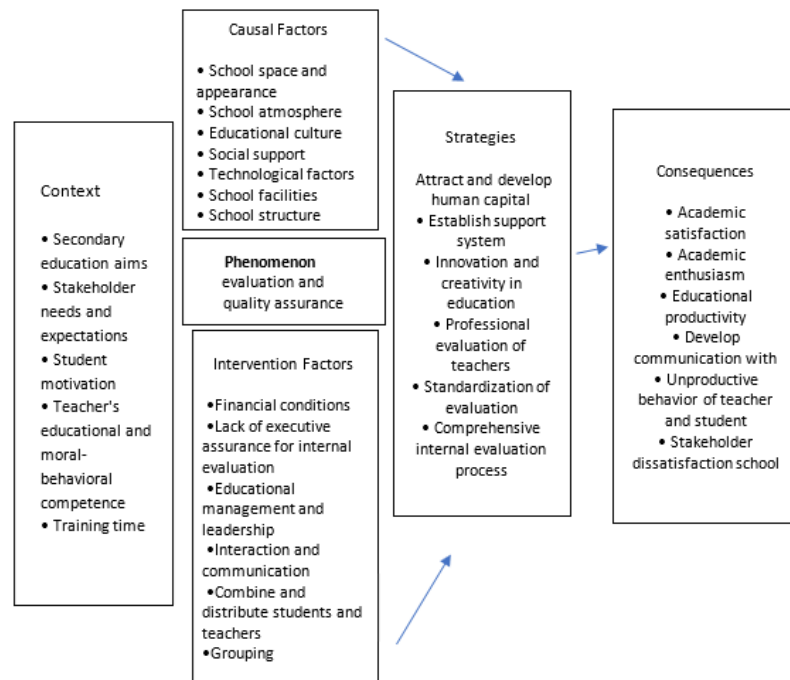 Context
• Secondary
education aims
• Stakeholder
needs and
expectations
• Student
motivation
• Teacher's
educational and
moral-
behavioral
competence
• Training time
Causal Factors
• School space and
appearance
• School atmosphere
• Educational culture
• Social support
• Technological factors
• School facilities
• School structure
Phenomenon
evaluation and
quality assurance
Intervention Factors
•Financial conditions
•Lack of executive
assurance for internal
evaluation
•Educational
management and
leadership
•Interaction and
communication
•Combine and
distribute students and
teachers
•Grouping
Strategies
Attract and develop
human capital
• Establish support
system
• Innovation and
creativity in
education
• Professional
evaluation of
teachers
• Standardization of
evaluation
• Comprehensive
internal evaluation
process
Consequences
• Academic
satisfaction
• Academic
enthusiasm
• Educational
productivity
• Develop
communication with
• Unproductive
behavior of teacher
and student
• Stakeholder
dissatisfaction school